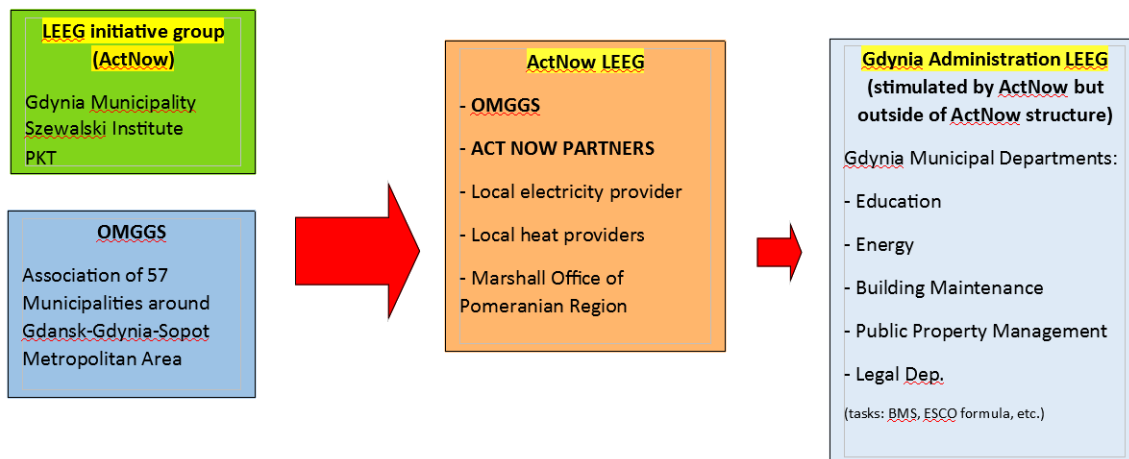 LEEG initiative group
(ActNow)
Gdynia Municipality
Szewalski Institute
PKT
OMGGS
Association of 57
Municipalities around
Gdansk-Gdynia-Sopot
Metropolitan Area
ActNow LEEG
- OMGGS
- ACT NOW PARTNERS
- Local electricity provider
- Local heat providers
- Marshall Office of
Pomeranian Region
Gdynia Administration LEEG
(stimulated by ActNow but
outside of ActNow structure)
Gdynia Municipal Departments:
- Education
- Energy
- Building Maintenance
- Public Property Management
- Legal Dep.
(tasks: BMS, ESCO formula, etc.)